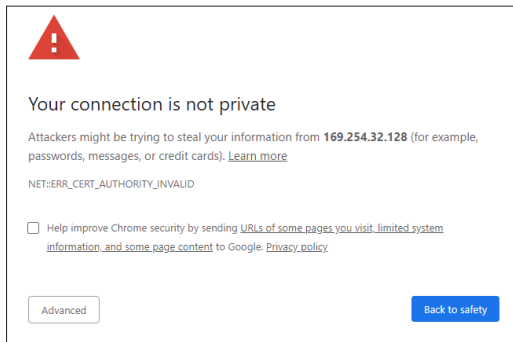 Your connection is not private
Attackers might be trying to steal your information from 169.254.32.128 (for example,
passwords, messages, or credit cards). Learn more
NET::ERR_CERT_AUTHORITY_INVALID
Help improve Chrome security by sending URLs of some pages you visit, limited system
information, and some page content to Google. Privacy policy
Advanced
Back to safety